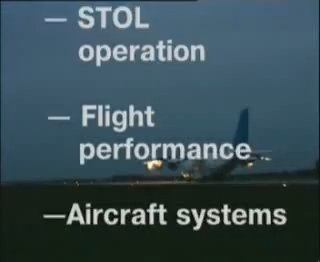 — STOL
operation
— Flight
performance
—Aircraft systems